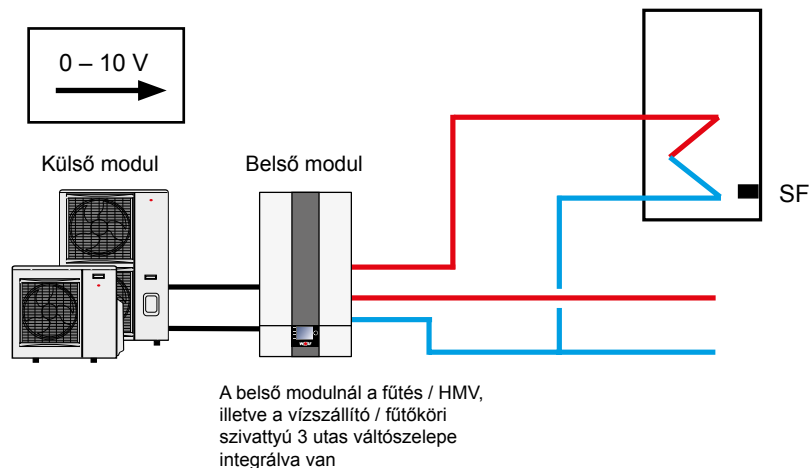 0 – 10 V
Külső modul
Belső modul
SF
WOLF
A belső modulnál a fűtés / HMV,
illetve a vízszállító / fűtőköri
szivattyú 3 utas váltószelepe
integrálva van